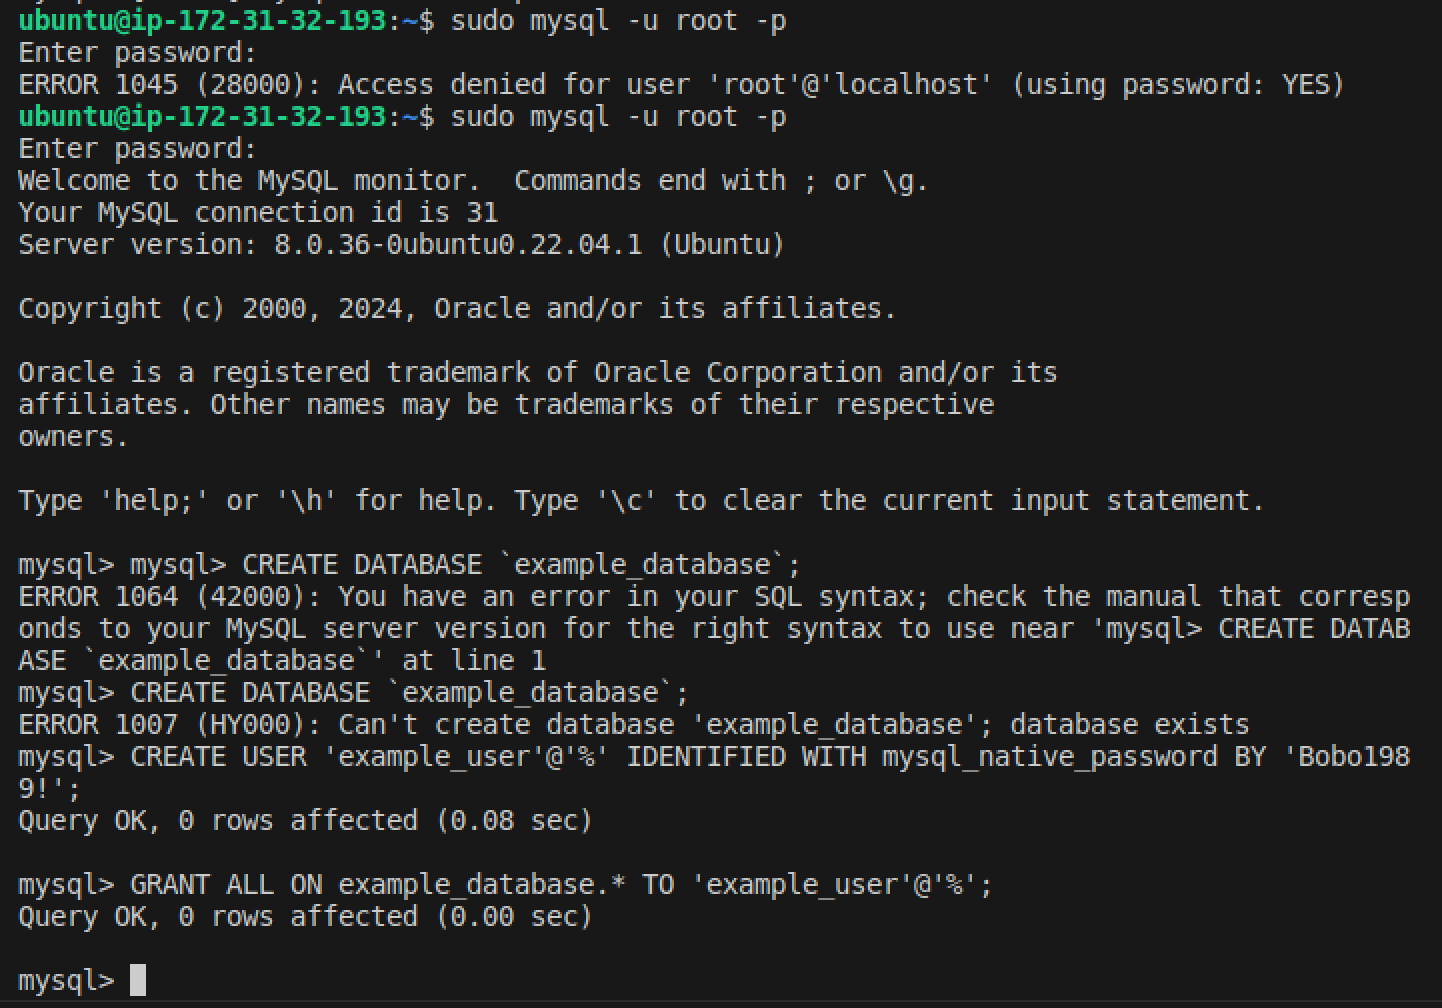 ubuntu@ip-172-31-32-193:~$ sudo mysql -u root -p
Enter password:
ERROR 1045 (28000): Access denied for user 'root'@'localhost' (using password: YES)
ubuntu@ip-172-31-32-193:~$ sudo mysql -u root -p
Enter password:
Welcome to the MySQL monitor.  Commands end with ; or \g.
Your MySQL connection id is 31
Server version: 8.0.36-0ubuntu0.22.04.1 (Ubuntu)

Copyright (c) 2000, 2024, Oracle and/or its affiliates.

Oracle is a registered trademark of Oracle Corporation and/or its
affiliates. Other names may be trademarks of their respective
owners.

Type 'help;' or '\h' for help. Type '\c' to clear the current input statement.

mysql> mysql> CREATE DATABASE `example_database`;
ERROR 1064 (42000): You have an error in your SQL syntax; check the manual that corresp
onds to your MySQL server version for the right syntax to use near 'mysql> CREATE DATAB
ASE `example_database`' at line 1
mysql> CREATE DATABASE `example_database`;
ERROR 1007 (HY000): Can't create database 'example_database'; database exists
mysql> CREATE USER 'example_user'@'%' IDENTIFIED WITH mysql_native_password BY 'Bobo198
9!';
Query OK, 0 rows affected (0.08 sec)

mysql> GRANT ALL ON example_database.* TO 'example_user'@'%';
Query OK, 0 rows affected (0.00 sec)

mysql>